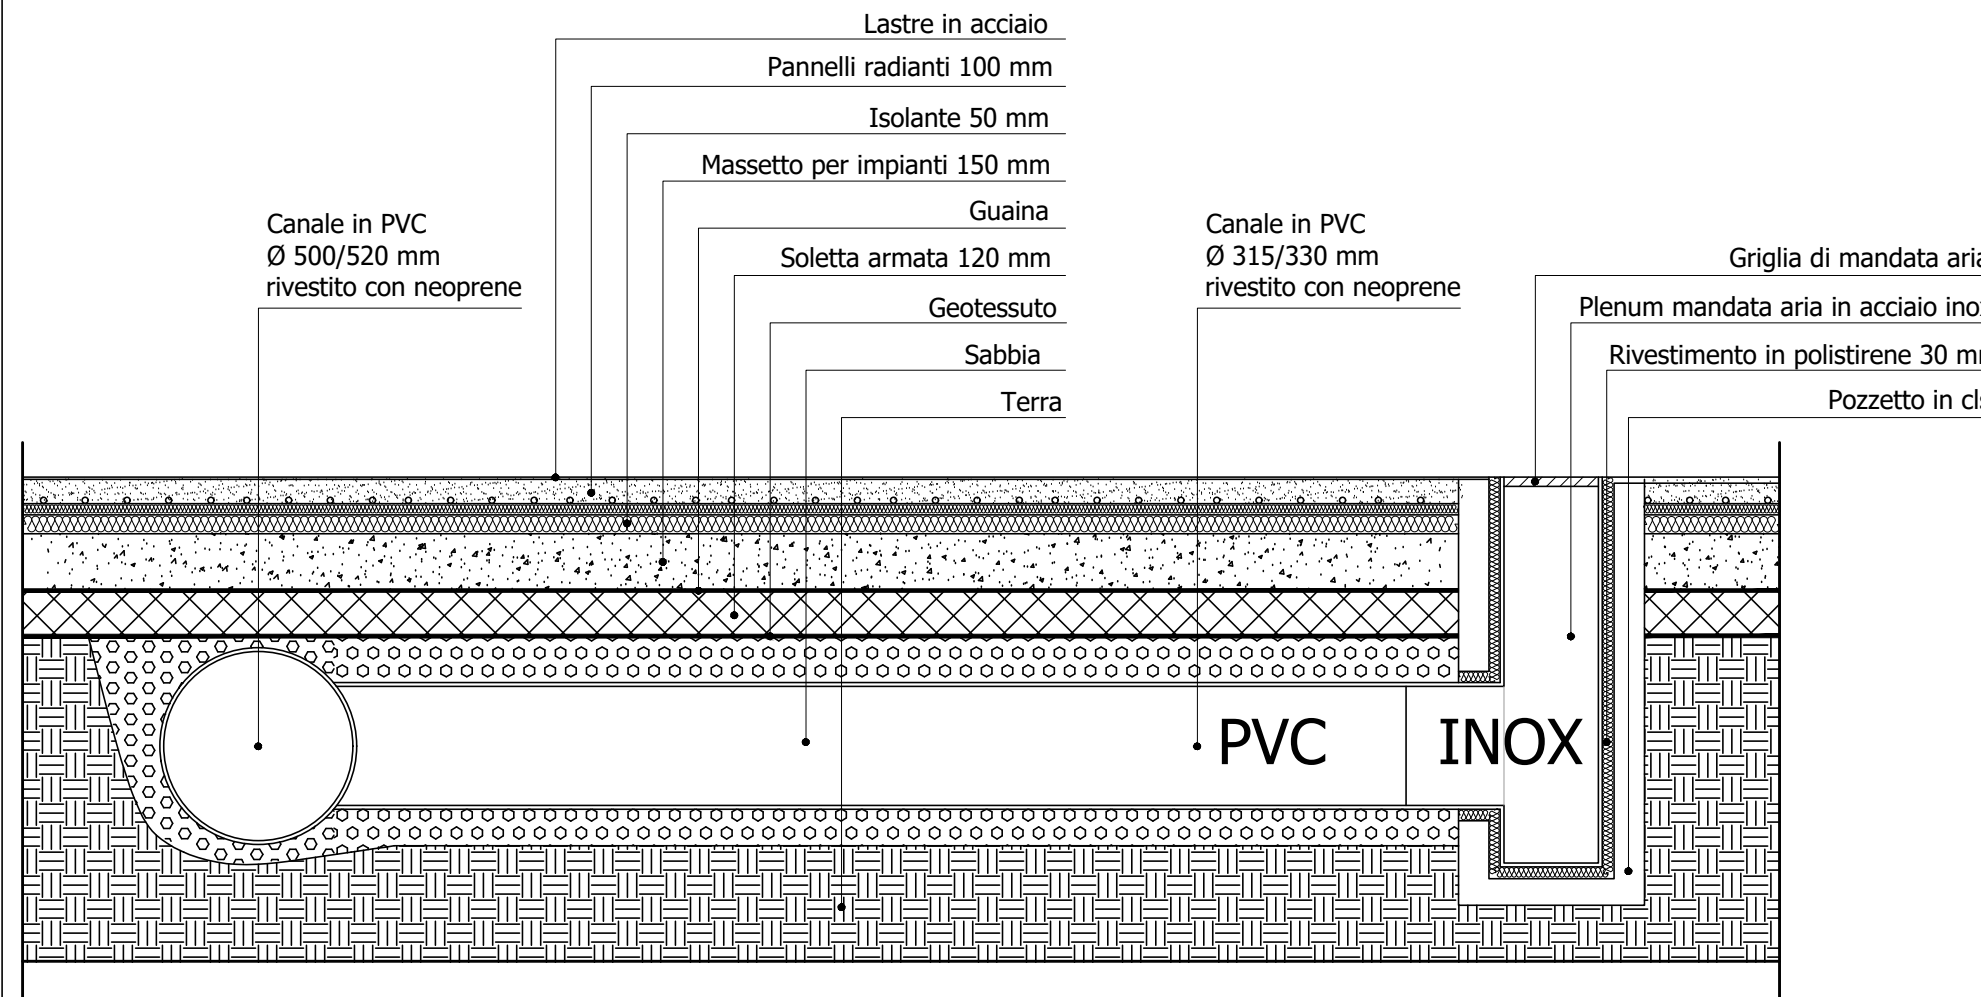 Lastre in acciaio
Pannelli radianti 100 mm
Isolante 50 mm
Massetto per impianti 150 mm
Guaina
Soletta armata 120 mm
Geotessuto
Sabbia
Terra
Canale in PVC
Ø 500/520 mm
rivestito con neoprene
Canale in PVC
Ø 315/330 mm
rivestito con neoprene
Griglia di mandata aria
Plenum mandata aria in acciaio inox
Rivestimento in polistirene 30 mm
Pozzetto in cls
PVC
INOX